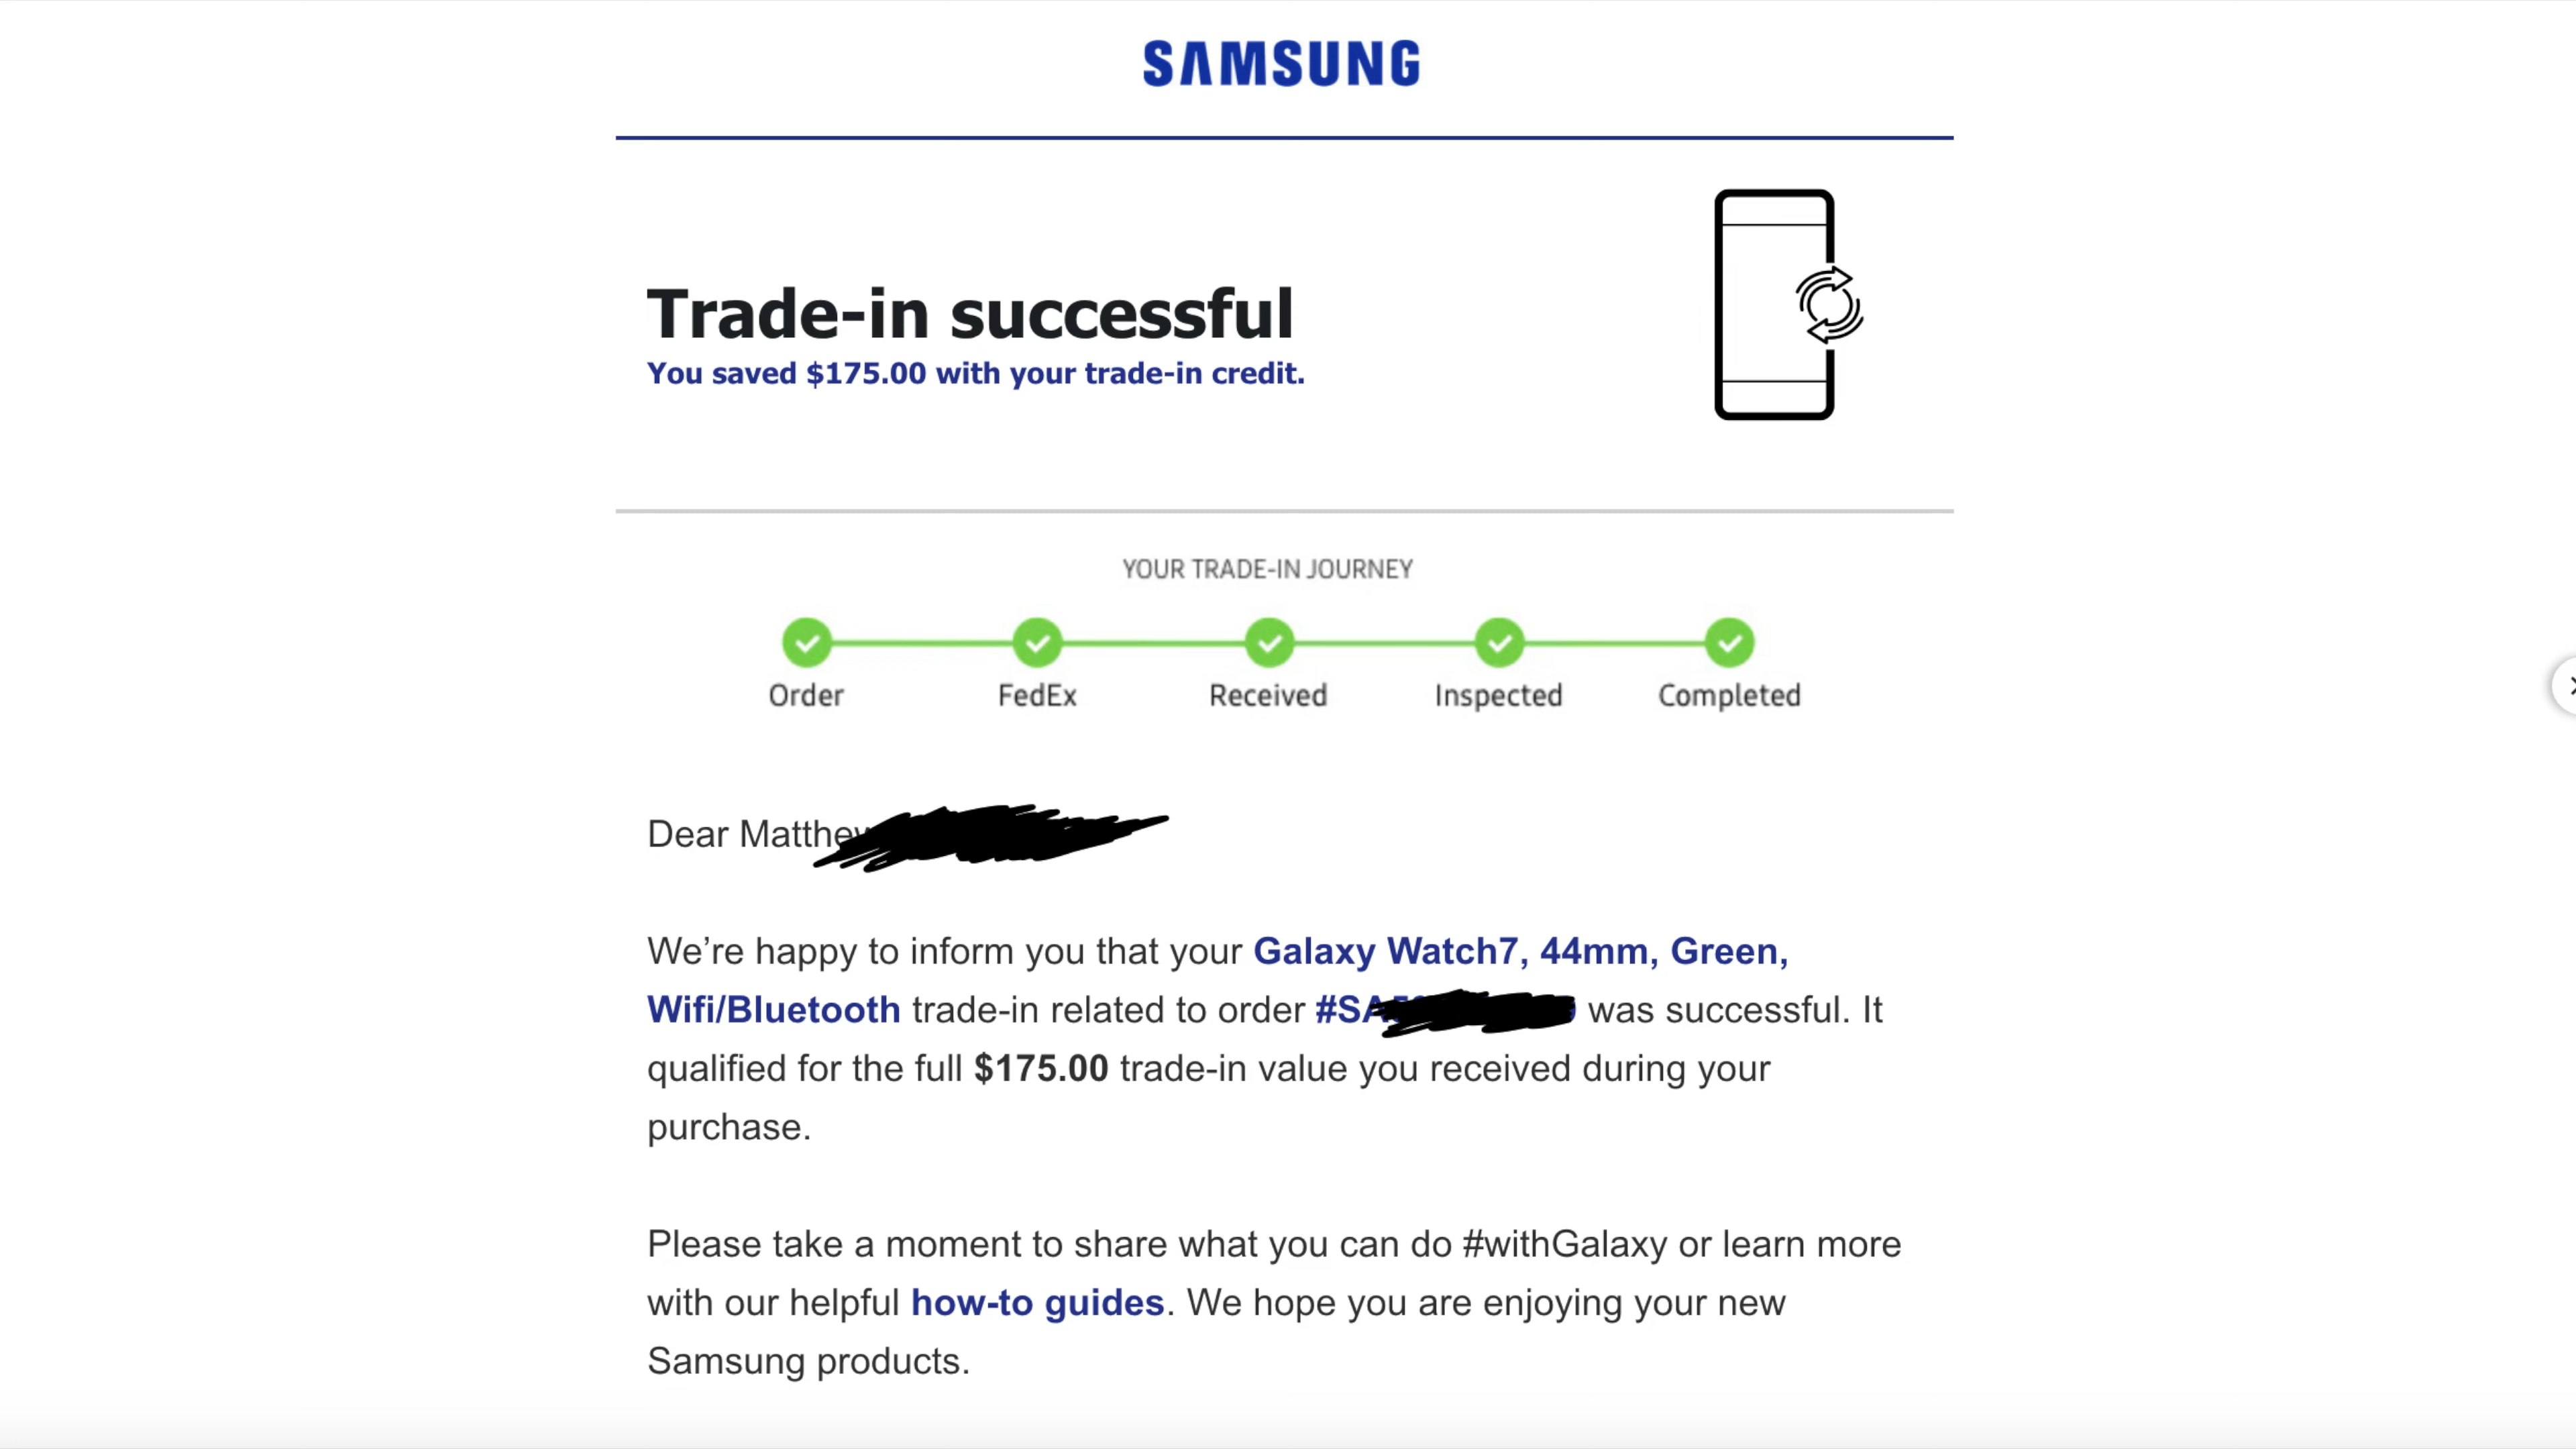 SAMSUNG
Trade-in successful
You saved $175.00 with your trade-in credit.
YOUR TRADE-IN JOURNEY
Order FedEx Received Inspected Completed
Dear Matthew
We’re happy to inform you that your Galaxy Watch7, 44mm, Green,
Wifi/Bluetooth trade-in related to order #SA was successful. It
qualified for the full $175.00 trade-in value you received during your
purchase.
Please take a moment to share what you can do #withGalaxy or learn more
with our helpful how-to guides. We hope you are enjoying your new
Samsung products.